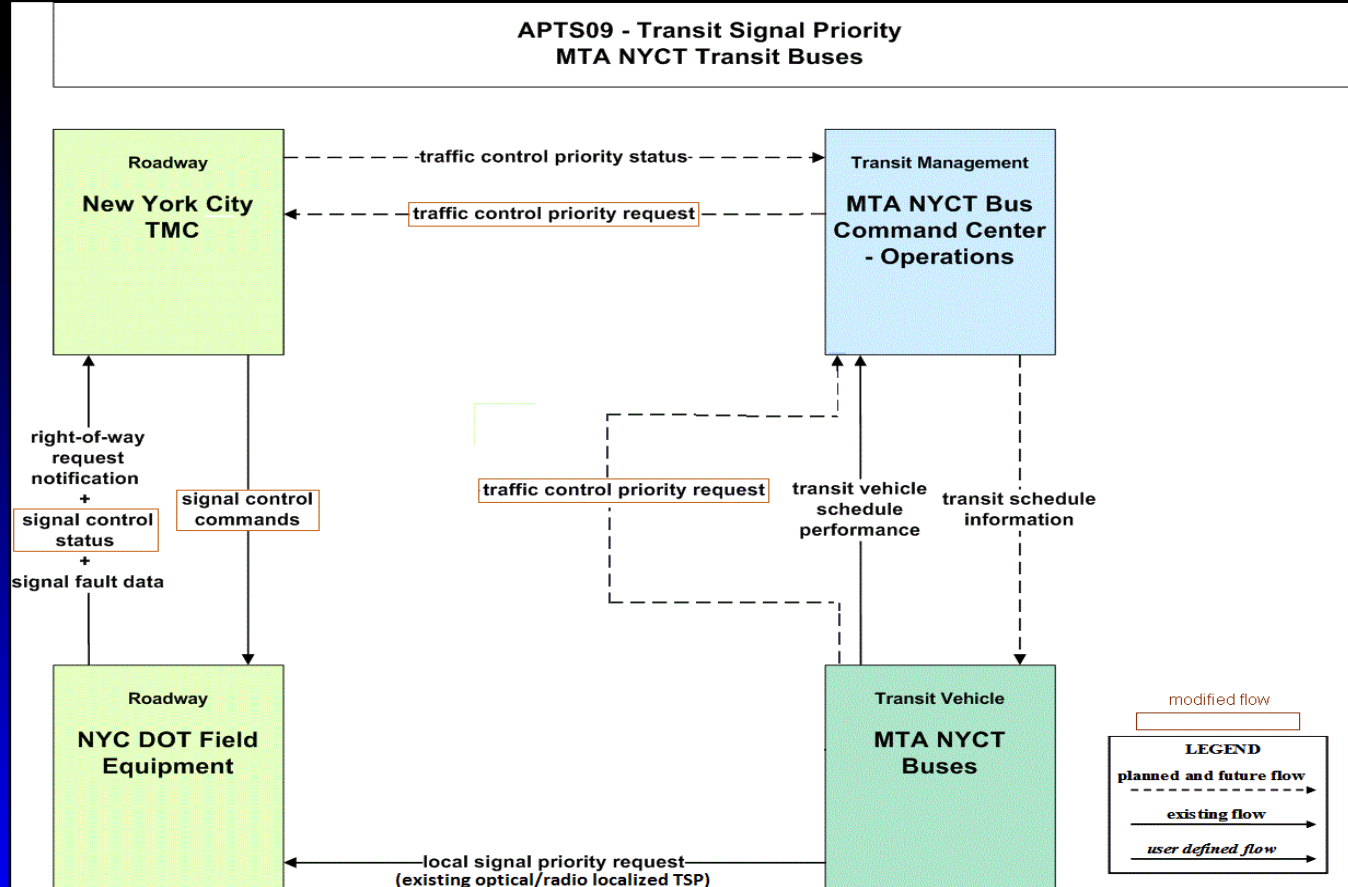 APTS09 - Transit Signal Priority
MTA NYCT Transit Buses
Roadway
New York City
TMC
traffic control priority status
traffic control priority request
Transit Management
MTA NYCT Bus
Command Center
- Operations
right-of-way
request
notification
+
signal control
status
+
signal fault data
signal control
commands
traffic control priority request
transit vehicle
schedule
performance
transit schedule
information
Roadway
NYC DOT Field
Equipment
Transit Vehicle
MTA NYCT
Buses
local signal priority request
(existing optical/radio localized TSP)
modified flow
LEGEND
planned and future flow
existing flow
user defined flow